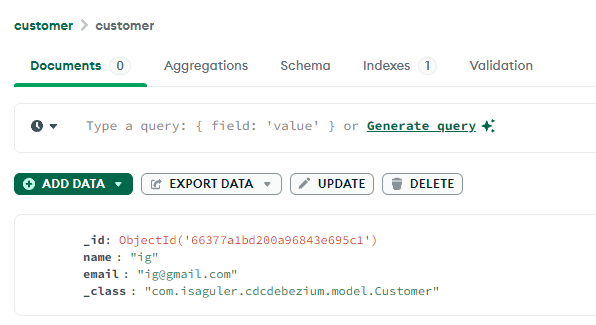 customer > customer
Documents 0 Aggregations Schema Indexes 1 Validation
Type a query: { field: 'value' } or Generate query
ADD DATA EXPORT DATA UPDATE DELETE
_id: ObjectId('66377a1bd200a96843e695c1')
name : "ig"
email : "ig@gmail.com"
_class : "com.isaguler.cdcdebezium.model.Customer"